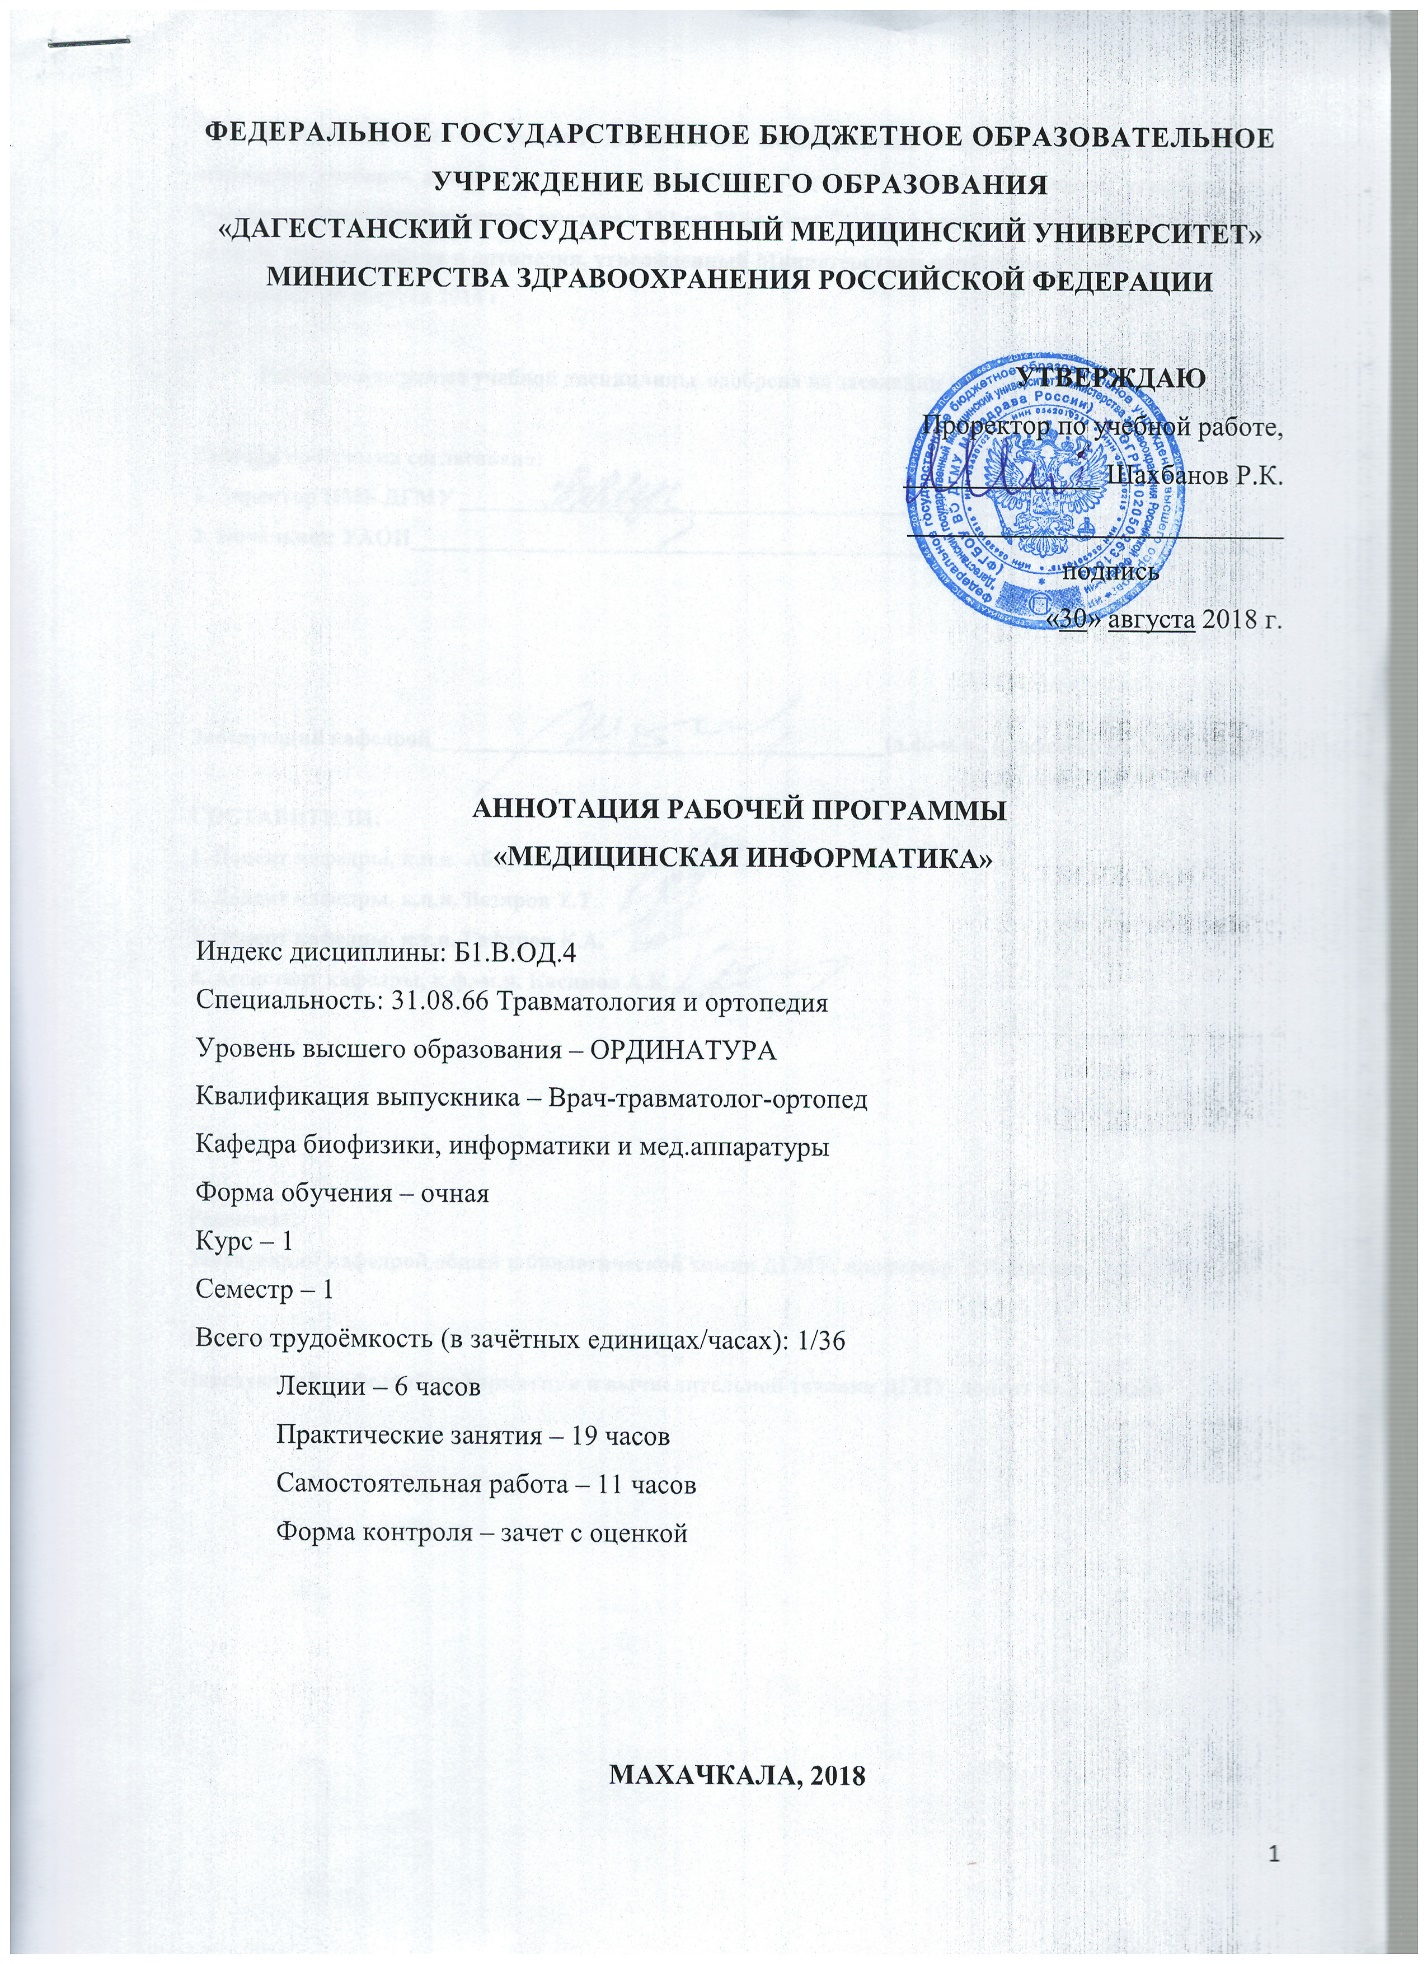 ФЕДЕРАЛЬНОЕ ГОСУДАРСТВЕННОЕ БЮДЖЕТНОЕ ОБРАЗОВАТЕЛЬНОЕ
УЧРЕЖДЕНИЕ ВЫСШЕГО ОБРАЗОВАНИЯ
«ДАГЕСТАНСКИЙ ГОСУДАРСТВЕННЫЙ МЕДИЦИНСКИЙ УНИВЕРСИТЕТ»
МИНИСТЕРСТВА ЗДРАВООХРАНЕНИЯ РОССИЙСКОЙ ФЕДЕРАЦИИ
УТВЕРЖДАЮ
Проректор по учебной работе,
Шахбанов Р.К.
подпись
«30» августа 2018 г.
АННОТАЦИЯ РАБОЧЕЙ ПРОГРАММЫ
«МЕДИЦИНСКАЯ ИНФОРМАТИКА»
Индекс дисциплины: Б1.В.ОД.4
Специальность: 31.08.66 Травматология и ортопедия
Уровень высшего образования – ОРДИНАТУРА
Квалификация выпускника – Врач-травматолог-ортопед
Кафедра биофизики, информатики и мед.аппаратуры
Форма обучения – очная
Курс – 1
Семестр – 1
Всего трудоёмкость (в зачётных единицах/часах): 1/36
Лекции – 6 часов
Практические занятия – 19 часов
Самостоятельная работа – 11 часов
Форма контроля – зачет с оценкой
МАХАЧКАЛА, 2018
1